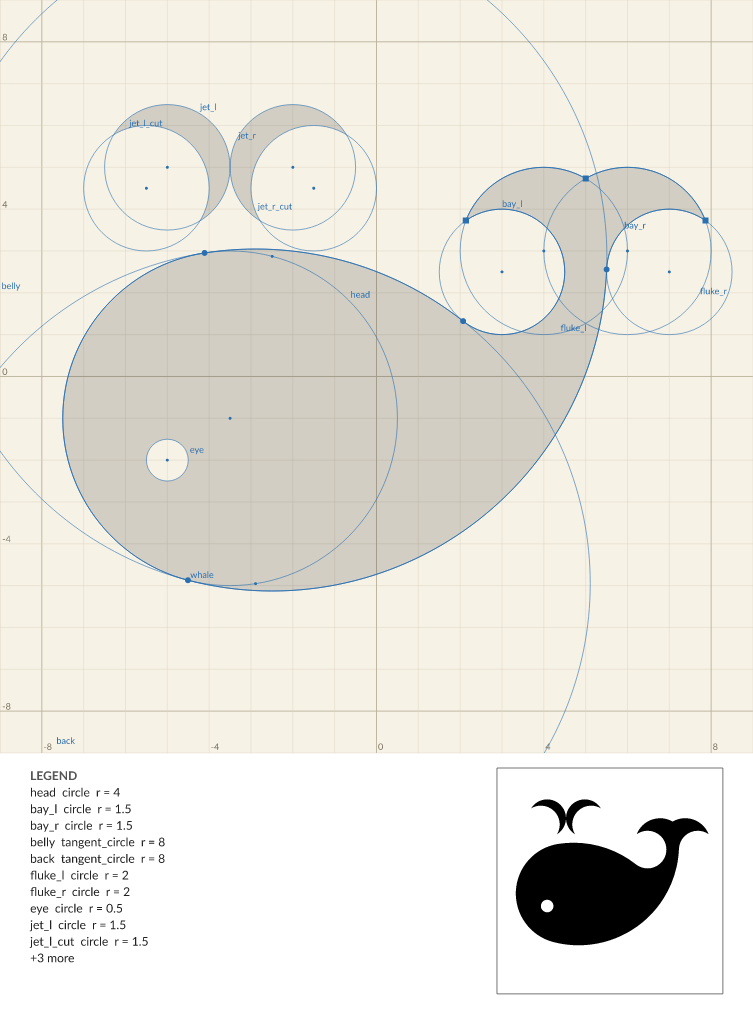 8
jet_l
jet_l_cut
jet_r
4
bay_l
jet_r_cut
bay_r
belly
head
fluke_r
fluke_l
0
eye
-4
whale
-8
back
-8
-4
0
4
8
LEGEND
head circle r = 4
bay_l circle r = 1.5
bay_r circle r = 1.5
belly tangent_circle r = 8
back tangent_circle r = 8
fluke_l circle r = 2
fluke_r circle r = 2
eye circle r = 0.5
jet_l circle r = 1.5
jet_l_cut circle r = 1.5
+3 more